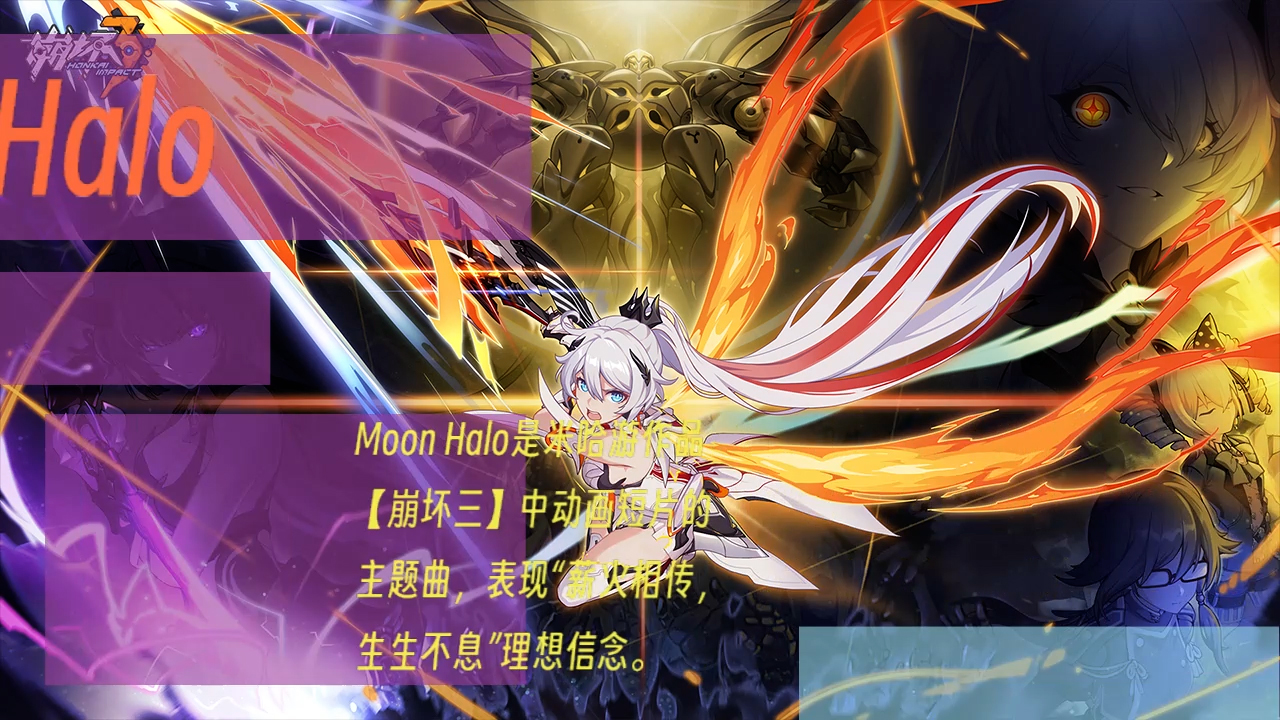 崩坏3
HONKAI
IMPACT
Halo
Moon Halo是米哈游作品
【崩坏三】中动画短片的
主题曲，表现“薪火相传，
生生不息”理想信念。